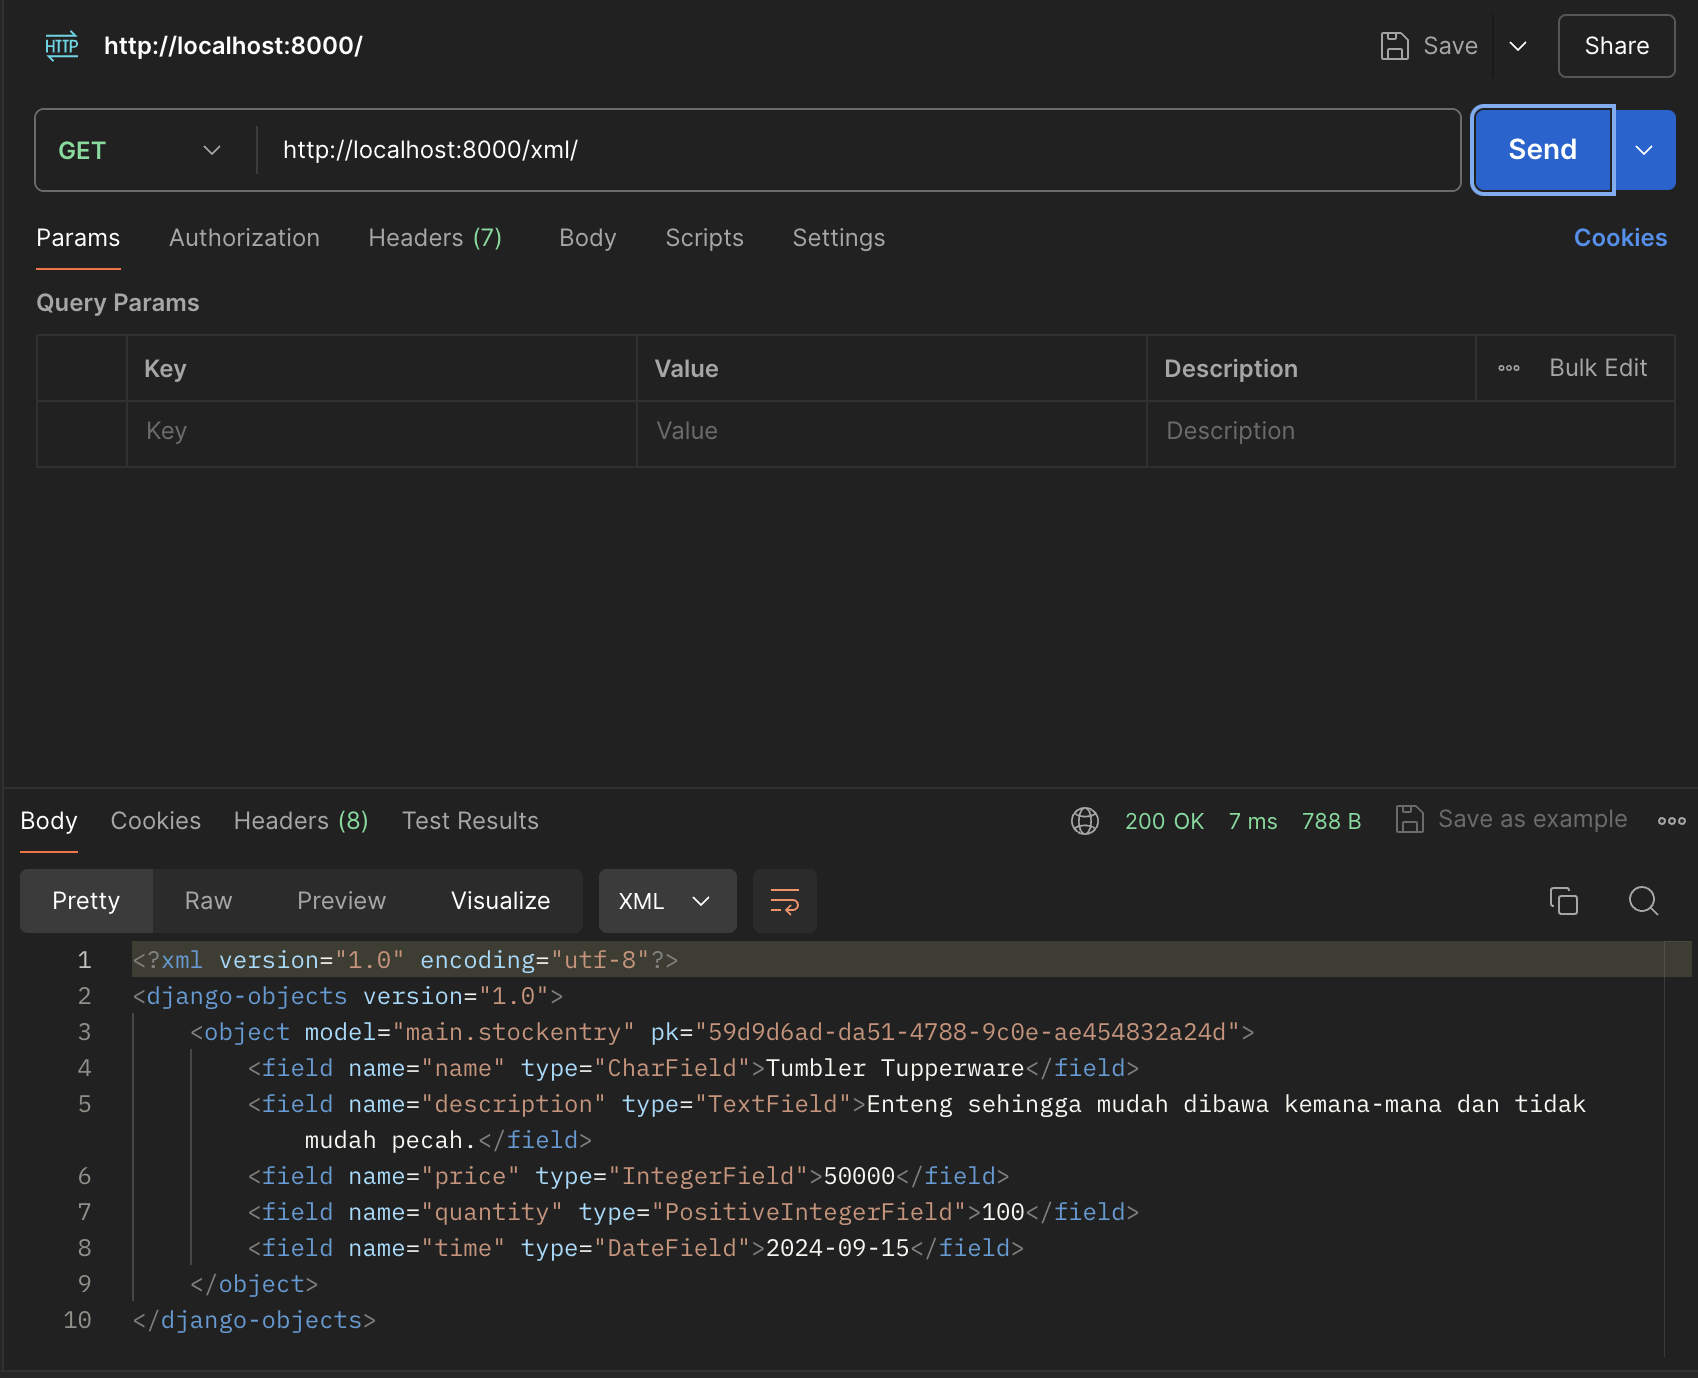 HTTP http://localhost:8000/ Save Share
GET http://localhost:8000/xml/ Send
Params Authorization Headers (7) Body Scripts Settings Cookies
Query Params
Key Value Description Bulk Edit
Key Value Description
Body Cookies Headers (8) Test Results 200 OK 7 ms 788 B Save as example
Pretty Raw Preview Visualize XML
1 <?xml version="1.0" encoding="utf-8"?>
2 <django-objects version="1.0">
3 <object model="main.stockentry" pk="59d9d6ad-da51-4788-9c0e-ae454832a24d">
4 <field name="name" type="CharField">Tumbler Tupperware</field>
5 <field name="description" type="TextField">Enteng sehingga mudah dibawa kemana-mana dan tidak
mudah pecah.</field>
6 <field name="price" type="IntegerField">50000</field>
7 <field name="quantity" type="PositiveIntegerField">100</field>
8 <field name="time" type="DateField">2024-09-15</field>
9 </object>
10 </django-objects>